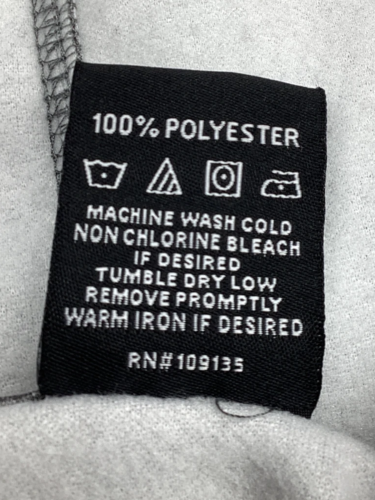 100% POLYESTER
MACHINE WASH COLD
NON CHLORINE BLEACH
IF DESIRED
TUMBLE DRY LOW
REMOVE PROMPTLY
WARM IRON IF DESIRED
RN#109135